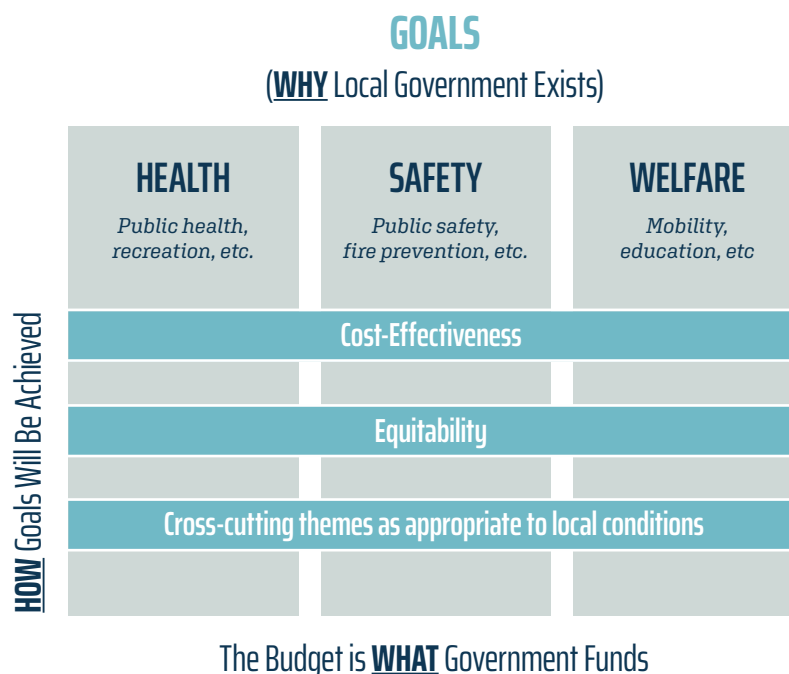 GOALS
(WHY Local Government Exists)
HEALTH
Public health,
recreation, etc.
SAFETY
Public safety,
fire prevention, etc.
WELFARE
Mobility,
education, etc
HOW Goals Will Be Achieved
Cost-Effectiveness
Equitability
Cross-cutting themes as appropriate to local conditions
The Budget is WHAT Government Funds